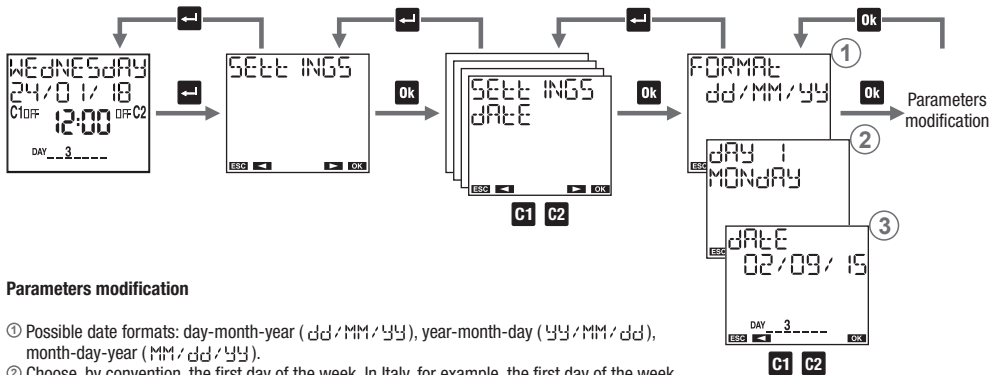 Ok
WEdNESdAY
24/01/18
C1 OFF 12:00 OFF C2
DAY _ _ 3 _ _ _ _
SEtt INGS
ESC ◄ ► OK
Ok
SEtt INGS
dAtE
ESC ◄ ► OK
C1 C2
Ok
FORMAt
dd/MM/YY
1
ESC
Ok
Parameters
modification
dAY 1
MONdAY
2
ESC
dAtE
02/09/15
3
DAY _ _ 3 _ _ _ _
ESC ◄ OK
C1 C2
Parameters modification
① Possible date formats: day-month-year ( dd/MM/YY), year-month-day ( YY/MM/dd),
month-day-year ( MM/dd/YY).
② Choose, by convention, the first day of the week. In Italy, for example, the first day of the week